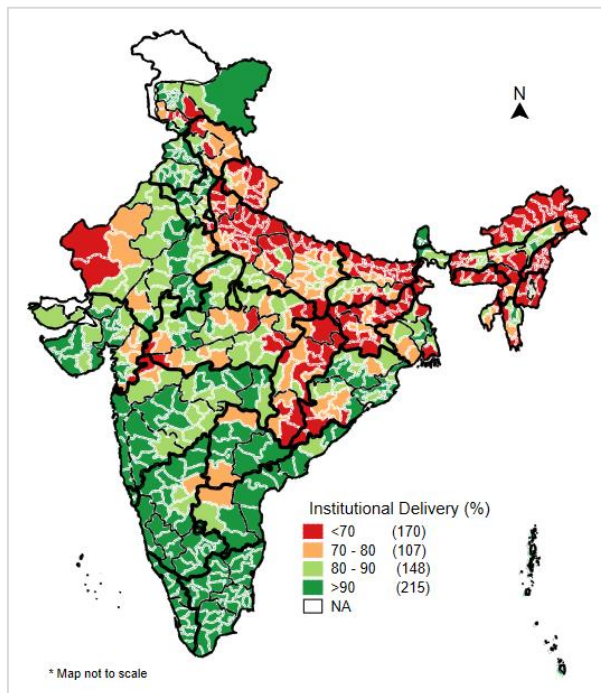 N
Institutional Delivery (%)
<70 (170)
70 - 80 (107)
80 - 90 (148)
>90 (215)
NA
* Map not to scale